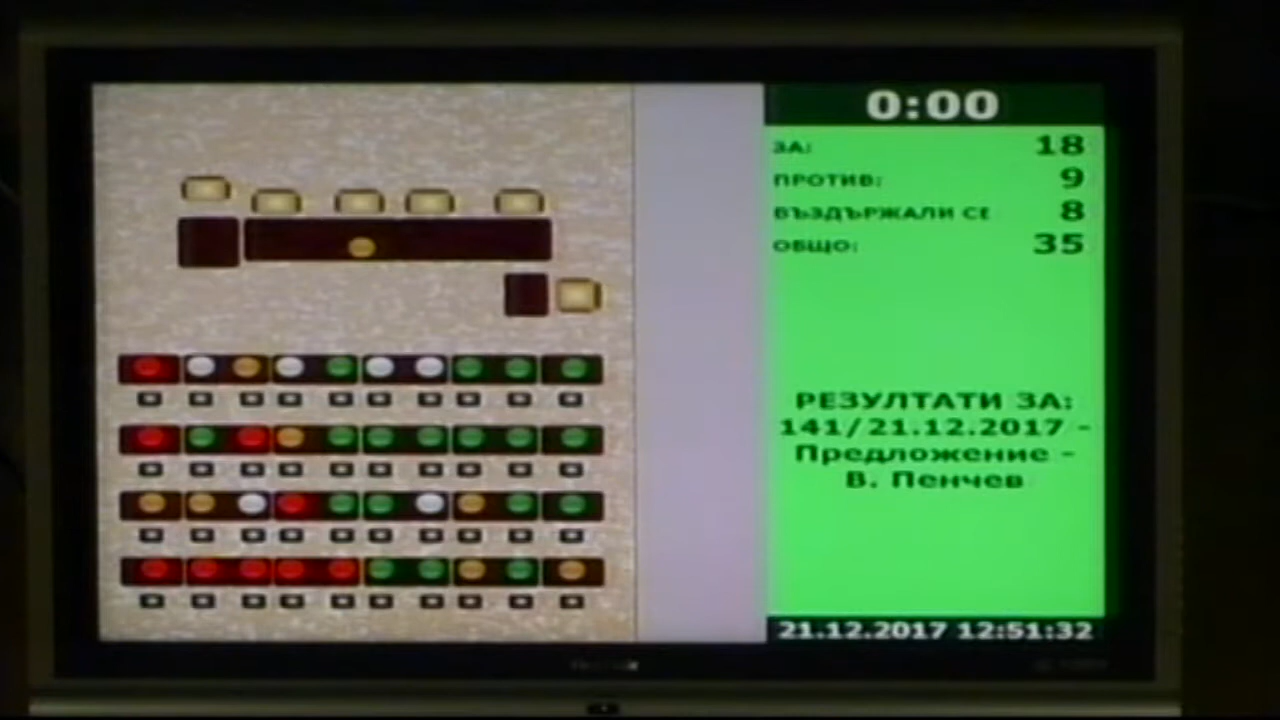 0:00
ЗА: 18
ПРОТИВ: 9
ВЪЗДЪРЖАЛИ СЕ 8
ОБЩО: 35
РЕЗУЛТАТИ ЗА:
141/21.12.2017 -
Предложение -
В. Пенчев
21.12.2017 12:51:32